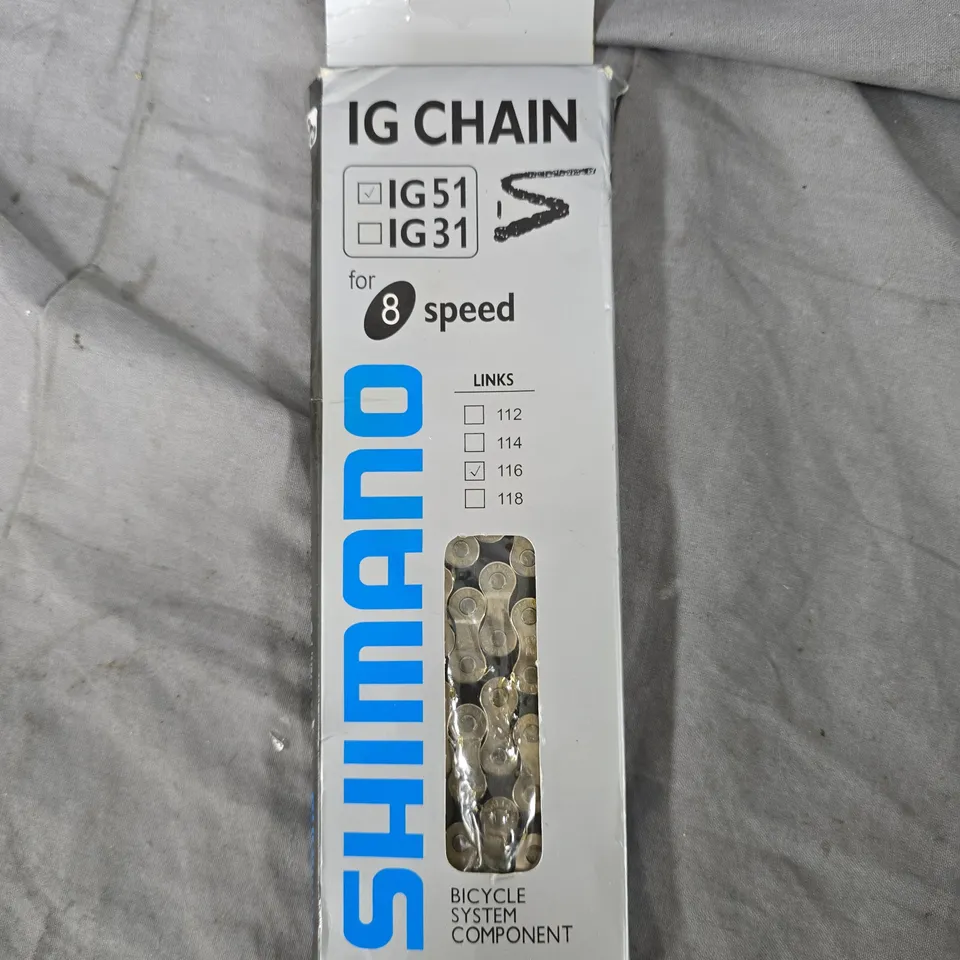 IG CHAIN
IG51
IG31
for 8 speed
LINKS
112
114
116
118
SHIMANO
BICYCLE
SYSTEM
COMPONENT